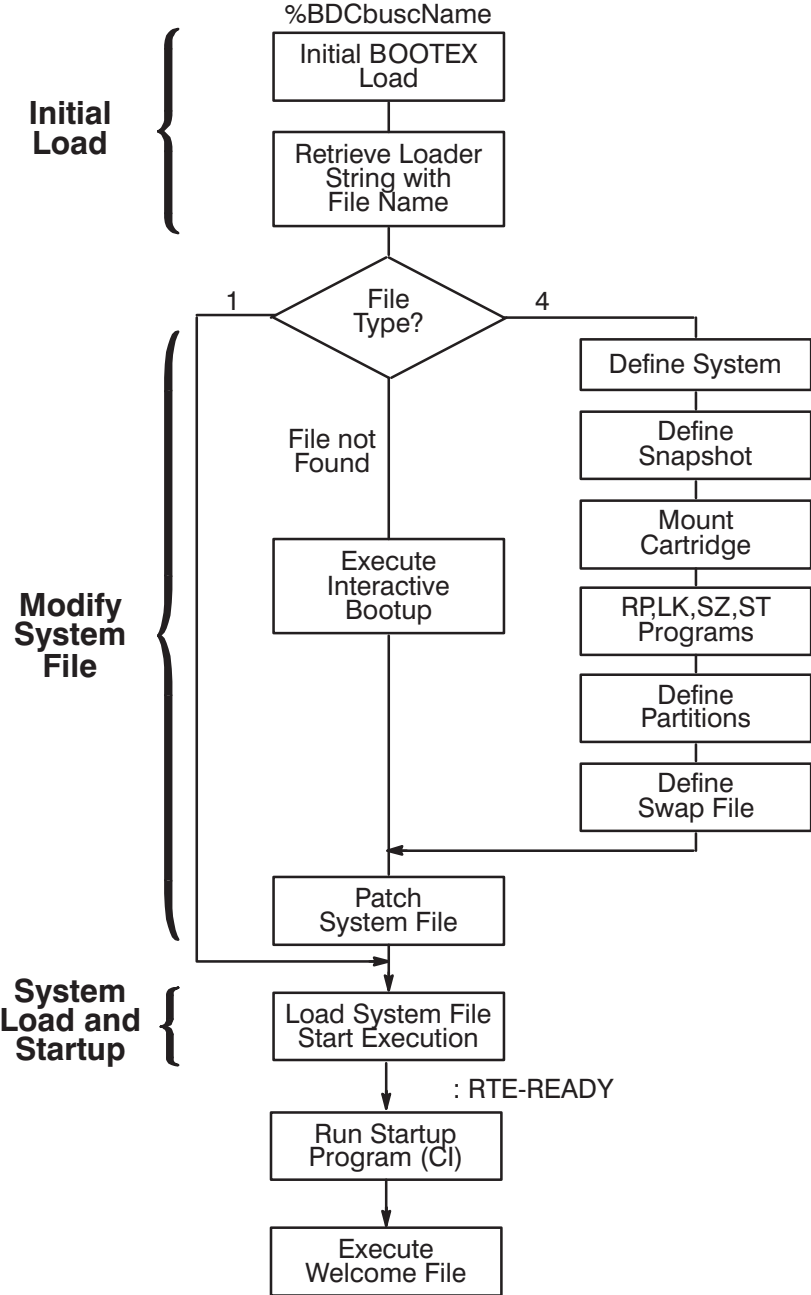 %BDCbuscName
Initial BOOTEX
Load
Initial
Load
Retrieve Loader
String with
File Name
1
File
Type?
4
Define System
File not
Found
Define
Snapshot
Mount
Cartridge
Execute
Interactive
Bootup
Modify
System
File
RP,LK,SZ,ST
Programs
Define
Partitions
Define
Swap File
Patch
System File
System
Load and
Startup
Load System File
Start Execution
: RTE-READY
Run Startup
Program (CI)
Execute
Welcome File